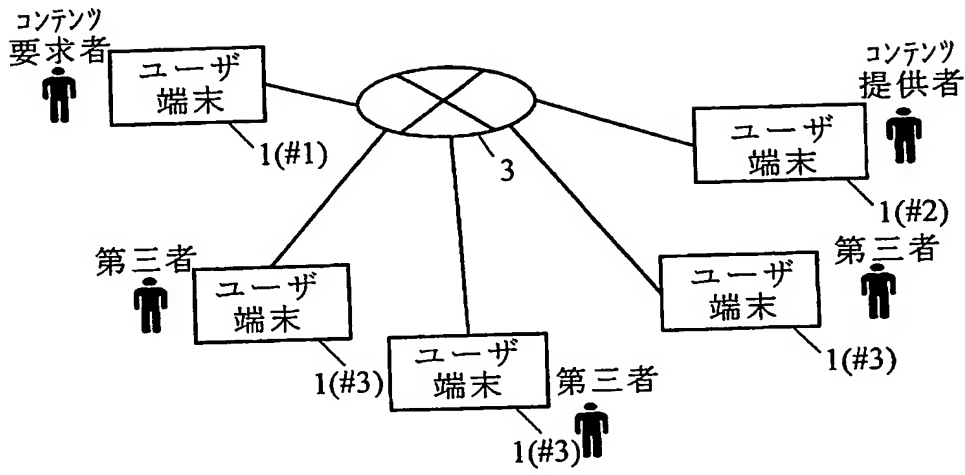 コンテンツ
要求者
ユーザ
端末
1(#1)
3
コンテンツ
提供者
ユーザ
端末
1(#2)
第三者
ユーザ
端末
1(#3)
ユーザ
端末
第三者
1(#3)
ユーザ
端末
第三者
1(#3)